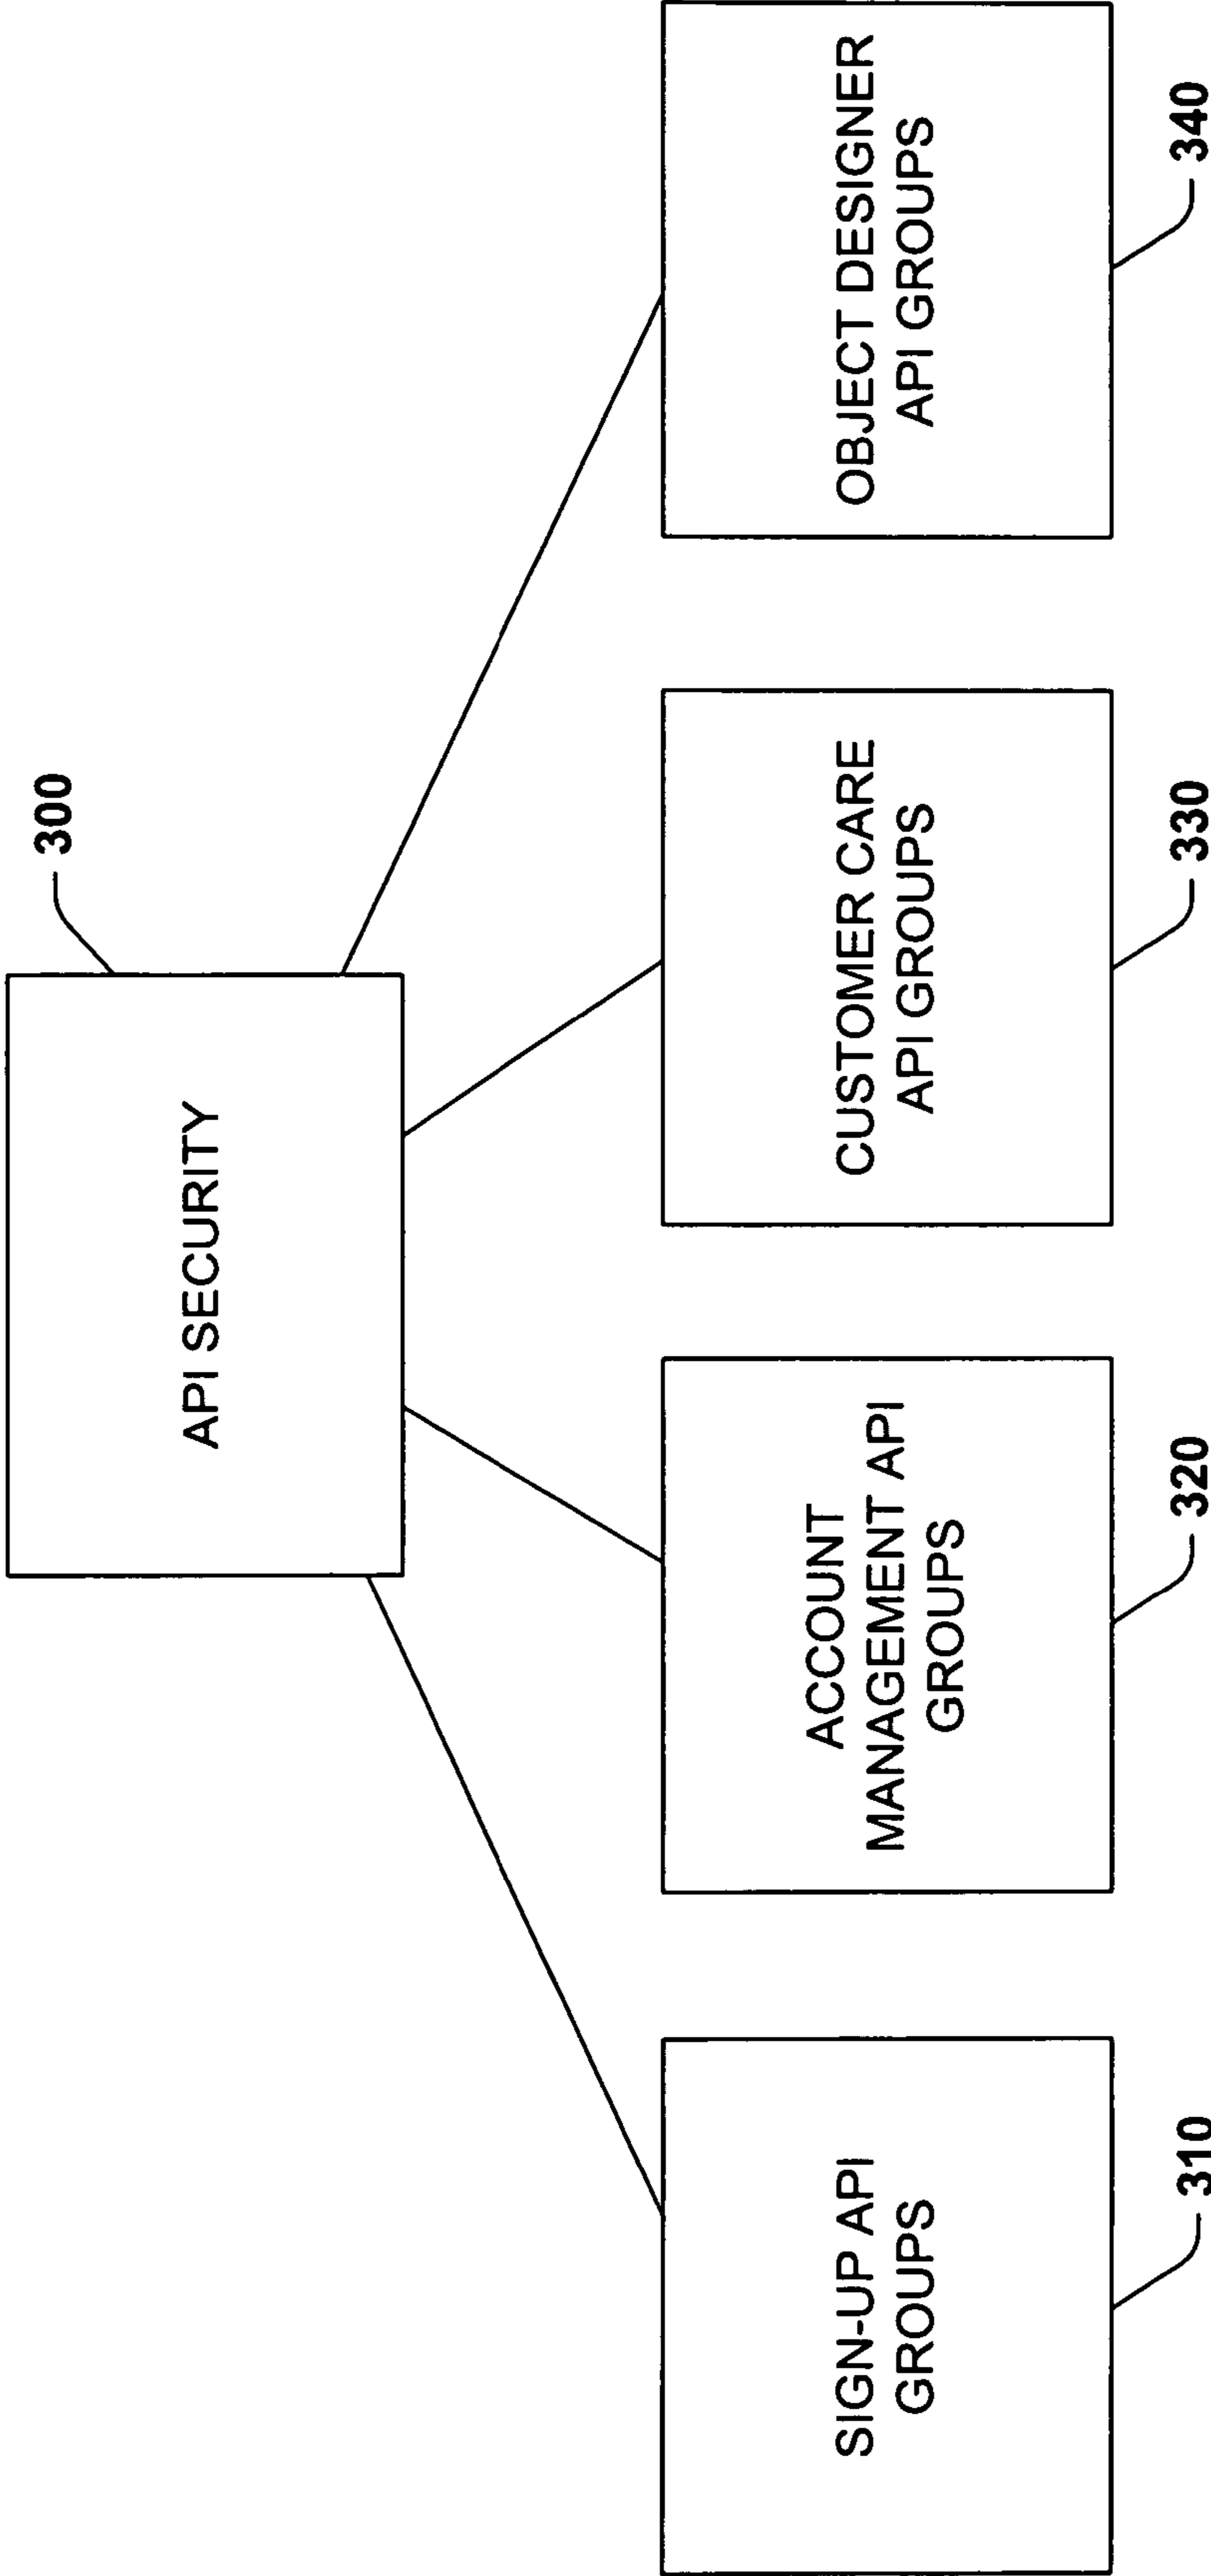 300
API SECURITY
SIGN-UP API
GROUPS
310
ACCOUNT
MANAGEMENT API
GROUPS
320
CUSTOMER CARE
API GROUPS
330
OBJECT DESIGNER
API GROUPS
340